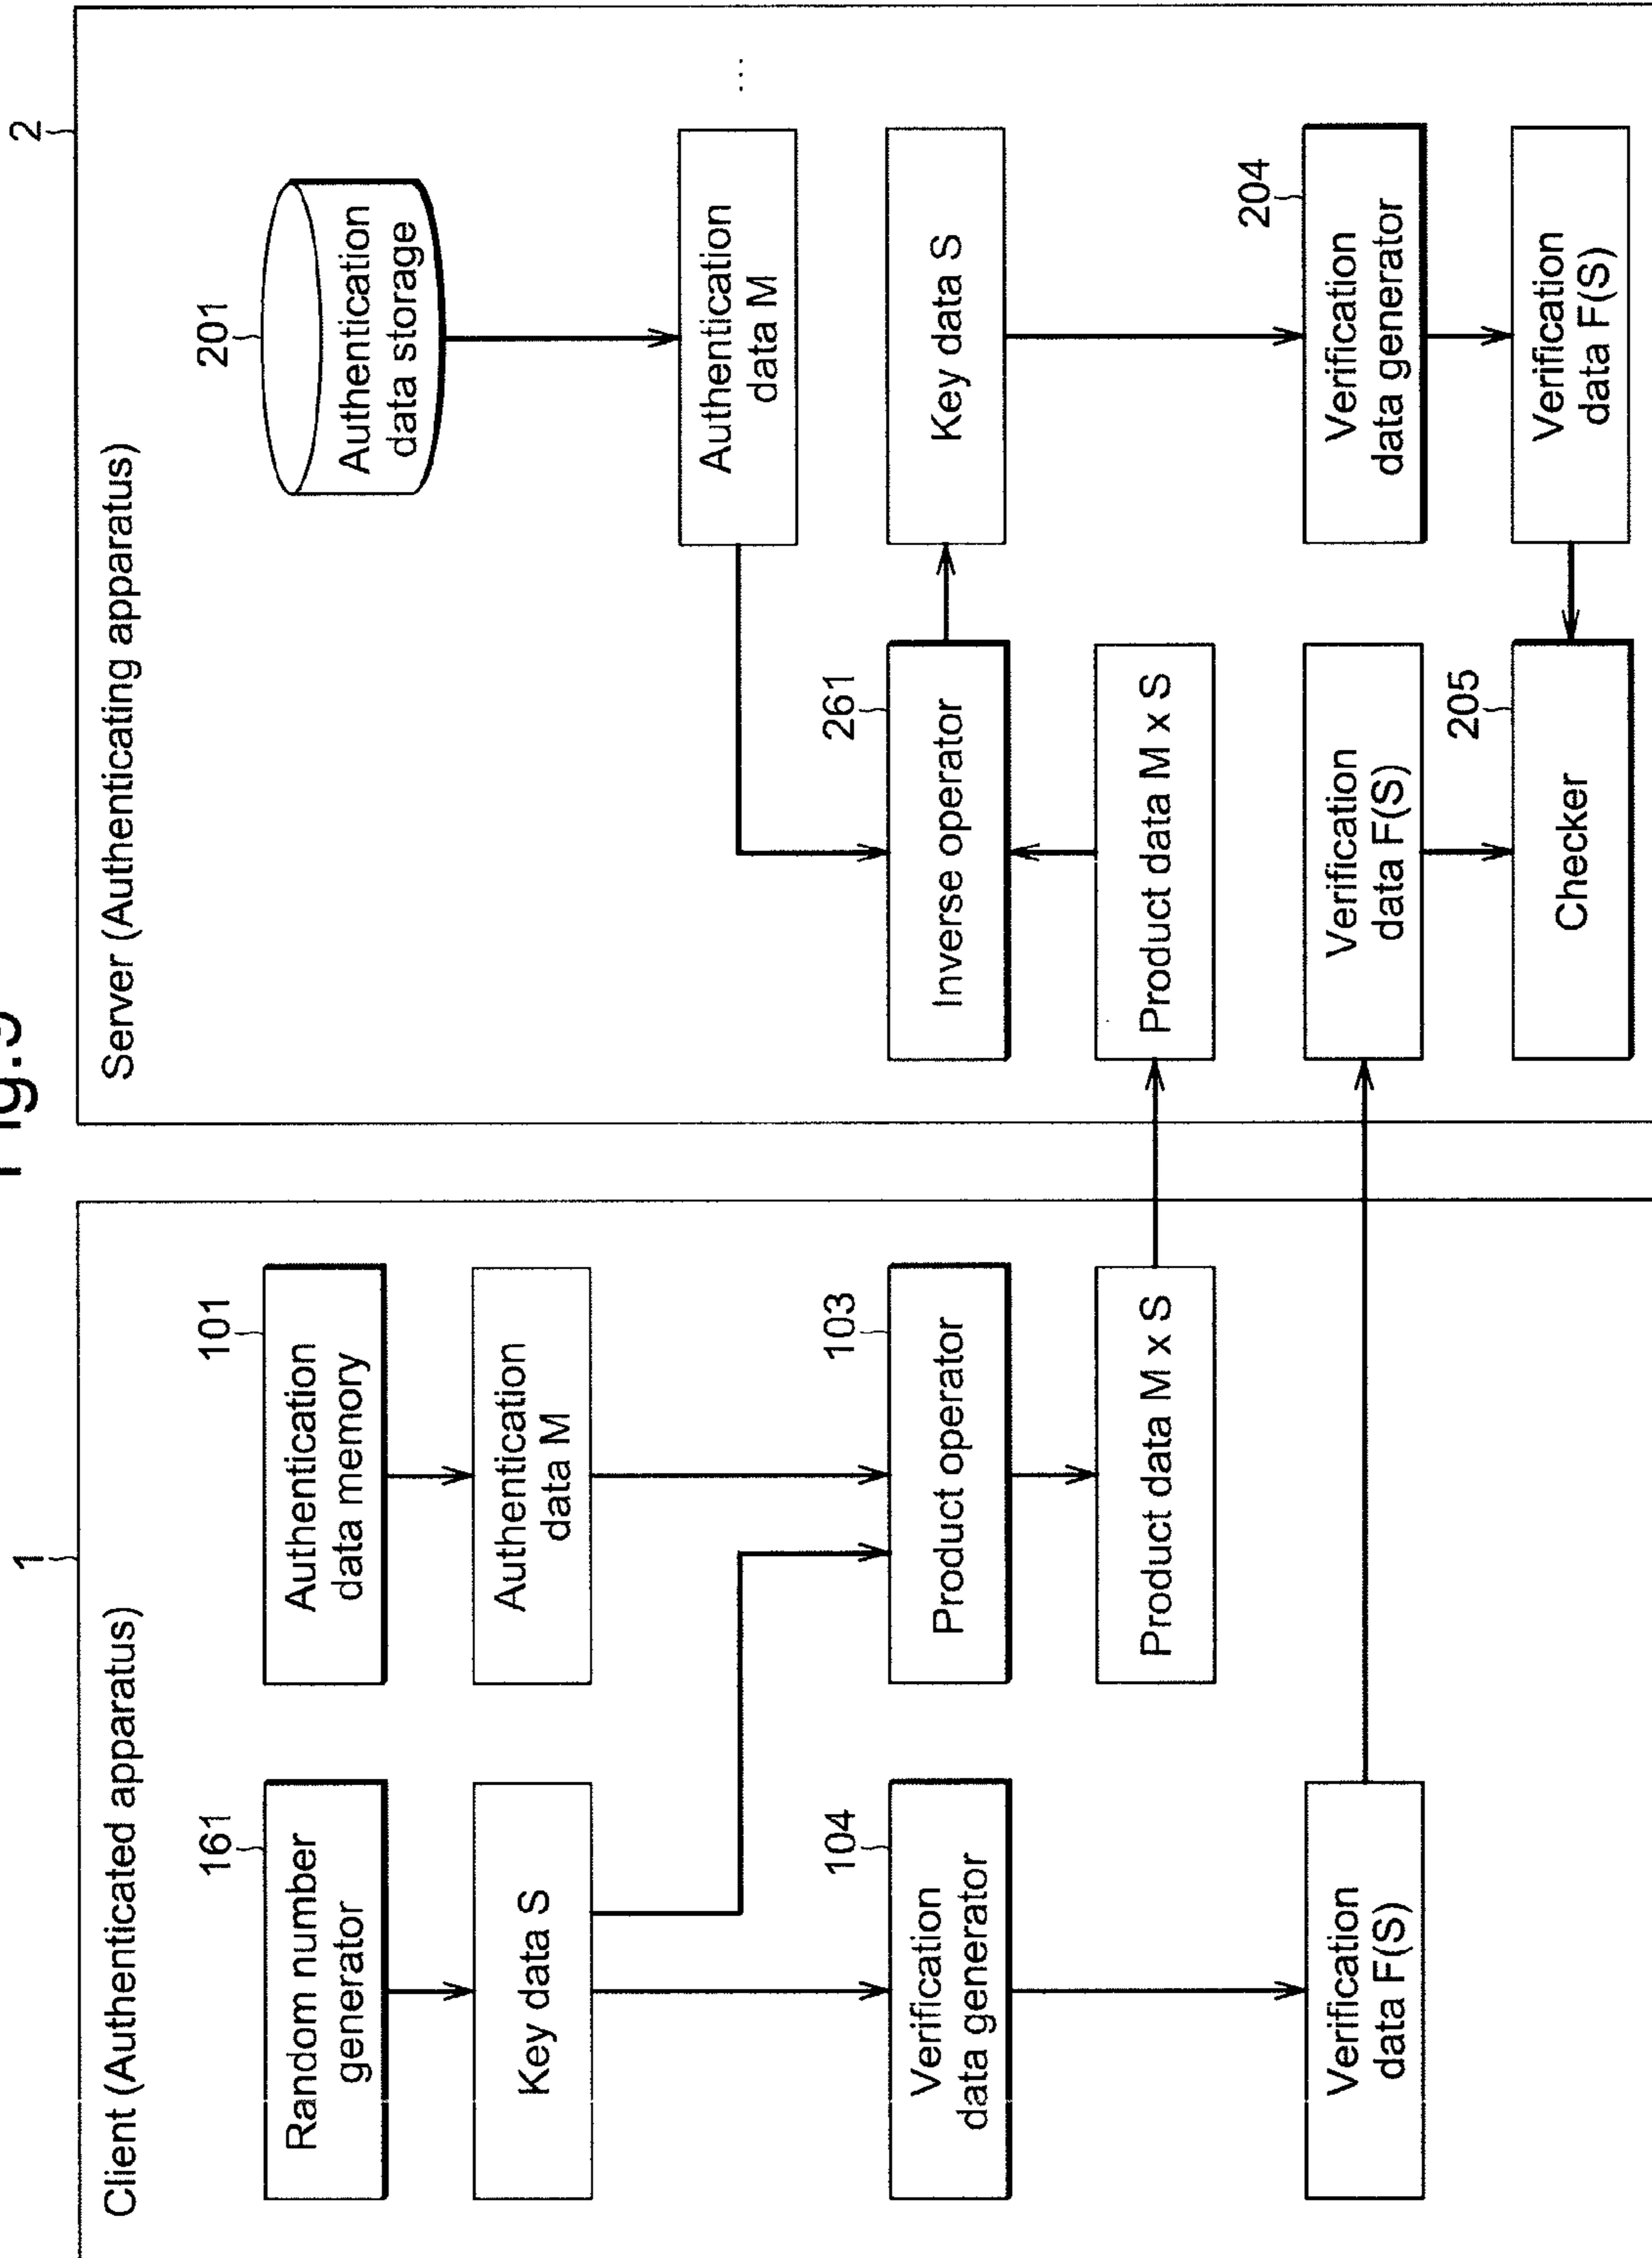 Fig.9
1
Client (Authenticated apparatus)
161
Random number
generator
Key data S
104
Verification
data generator
Verification
data F(S)
101
Authentication
data memory
Authentication
data M
103
Product operator
Product data M x S
2
Server (Authenticating apparatus)
201
Authentication
data storage
Authentication
data M
...
261
Inverse operator
Key data S
Product data M x S
204
Verification
data generator
Verification
data F(S)
Verification
data F(S)
205
Checker